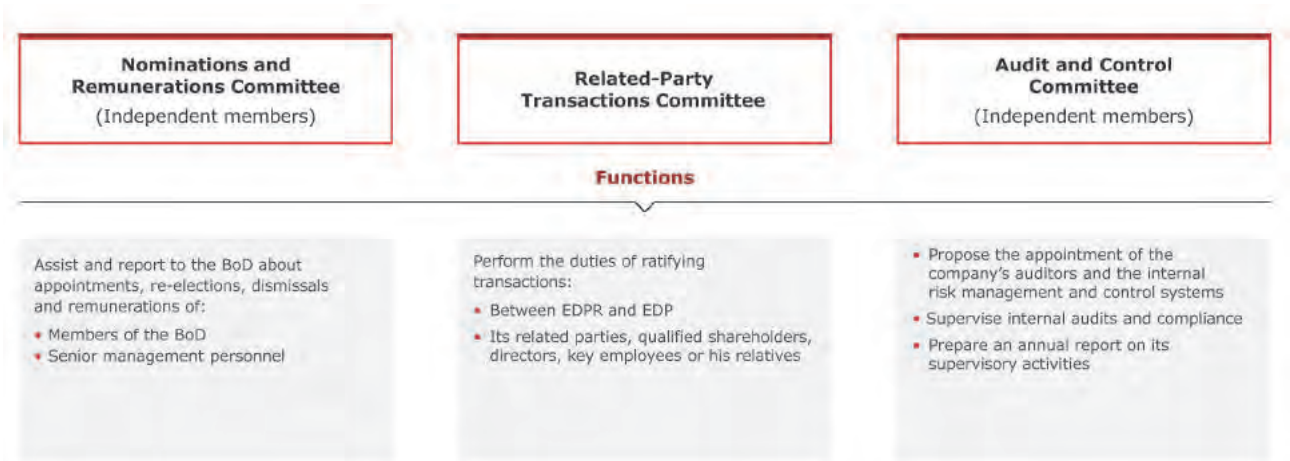 Nominations and
Remunerations Committee
(Independent members)
Related-Party
Transactions Committee
Audit and Control
Committee
(Independent members)
Functions
Assist and report to the BoD about
appointments, re-elections, dismissals
and remunerations of:
• Members of the BoD
• Senior management personnel
Perform the duties of ratifying
transactions:
• Between EDPR and EDP
• Its related parties, qualified shareholders,
directors, key employees or his relatives
• Propose the appointment of the
company's auditors and the internal
risk management and control systems
• Supervise internal audits and compliance
• Prepare an annual report on its
supervisory activities